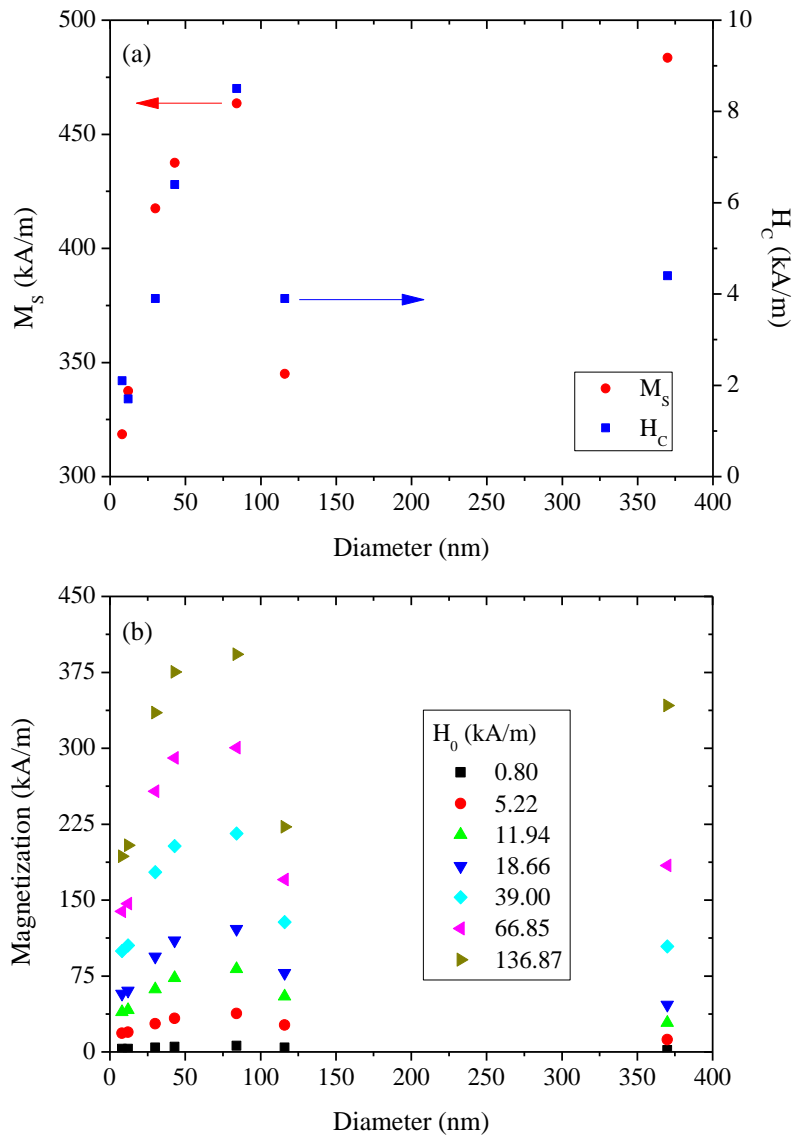 (a)
500
450
400
350
300
M_S (kA/m)
10
8
6
4
2
0
H_C (kA/m)
M_S
H_C
0 50 100 150 200 250 300 350 400
Diameter (nm)
(b)
450
375
300
225
150
75
0
Magnetization (kA/m)
H_0 (kA/m)
0.80
5.22
11.94
18.66
39.00
66.85
136.87
0 50 100 150 200 250 300 350 400
Diameter (nm)